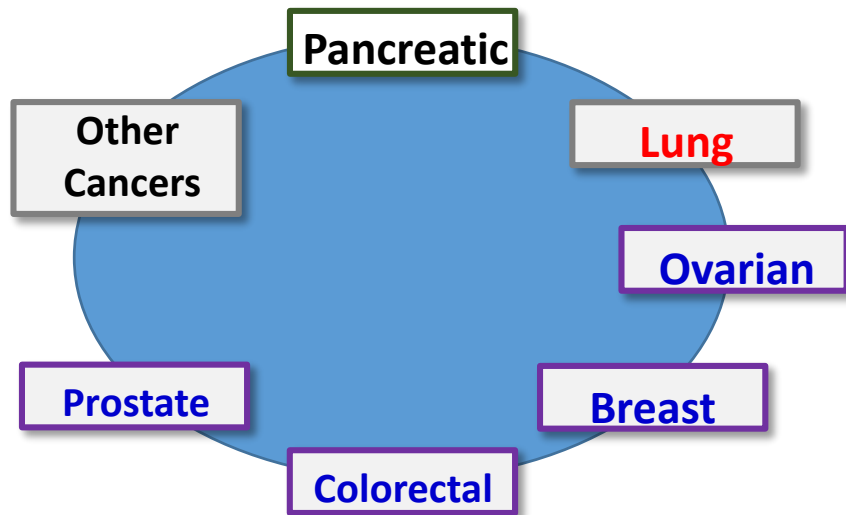 Pancreatic
Other
Cancers
Lung
Ovarian
Prostate
Breast
Colorectal